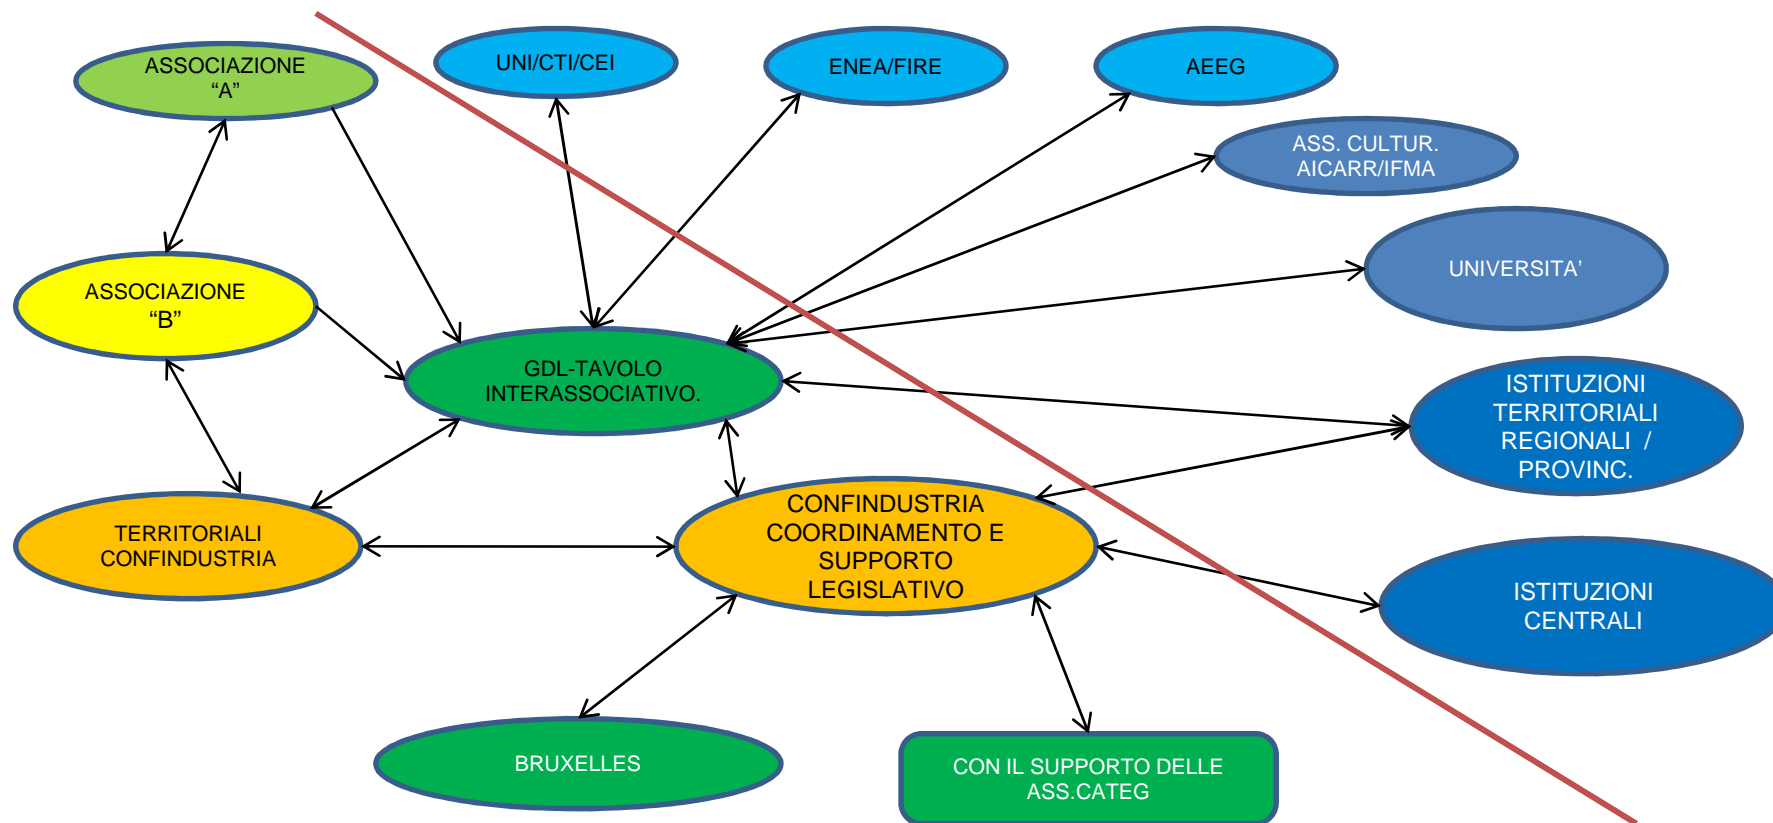 ASSOCIAZIONE
“A”
UNI/CTI/CEI
ENEA/FIRE
AEEG
ASS. CULTUR.
AICARR/IFMA
UNIVERSITA’
ASSOCIAZIONE
“B”
GDL-TAVOLO
INTERASSOCIATIVO.
ISTITUZIONI
TERRITORIALI
REGIONALI /
PROVINC.
TERRITORIALI
CONFINDUSTRIA
CONFINDUSTRIA
COORDINAMENTO E
SUPPORTO
LEGISLATIVO
ISTITUZIONI
CENTRALI
BRUXELLES
CON IL SUPPORTO DELLE
ASS.CATEG